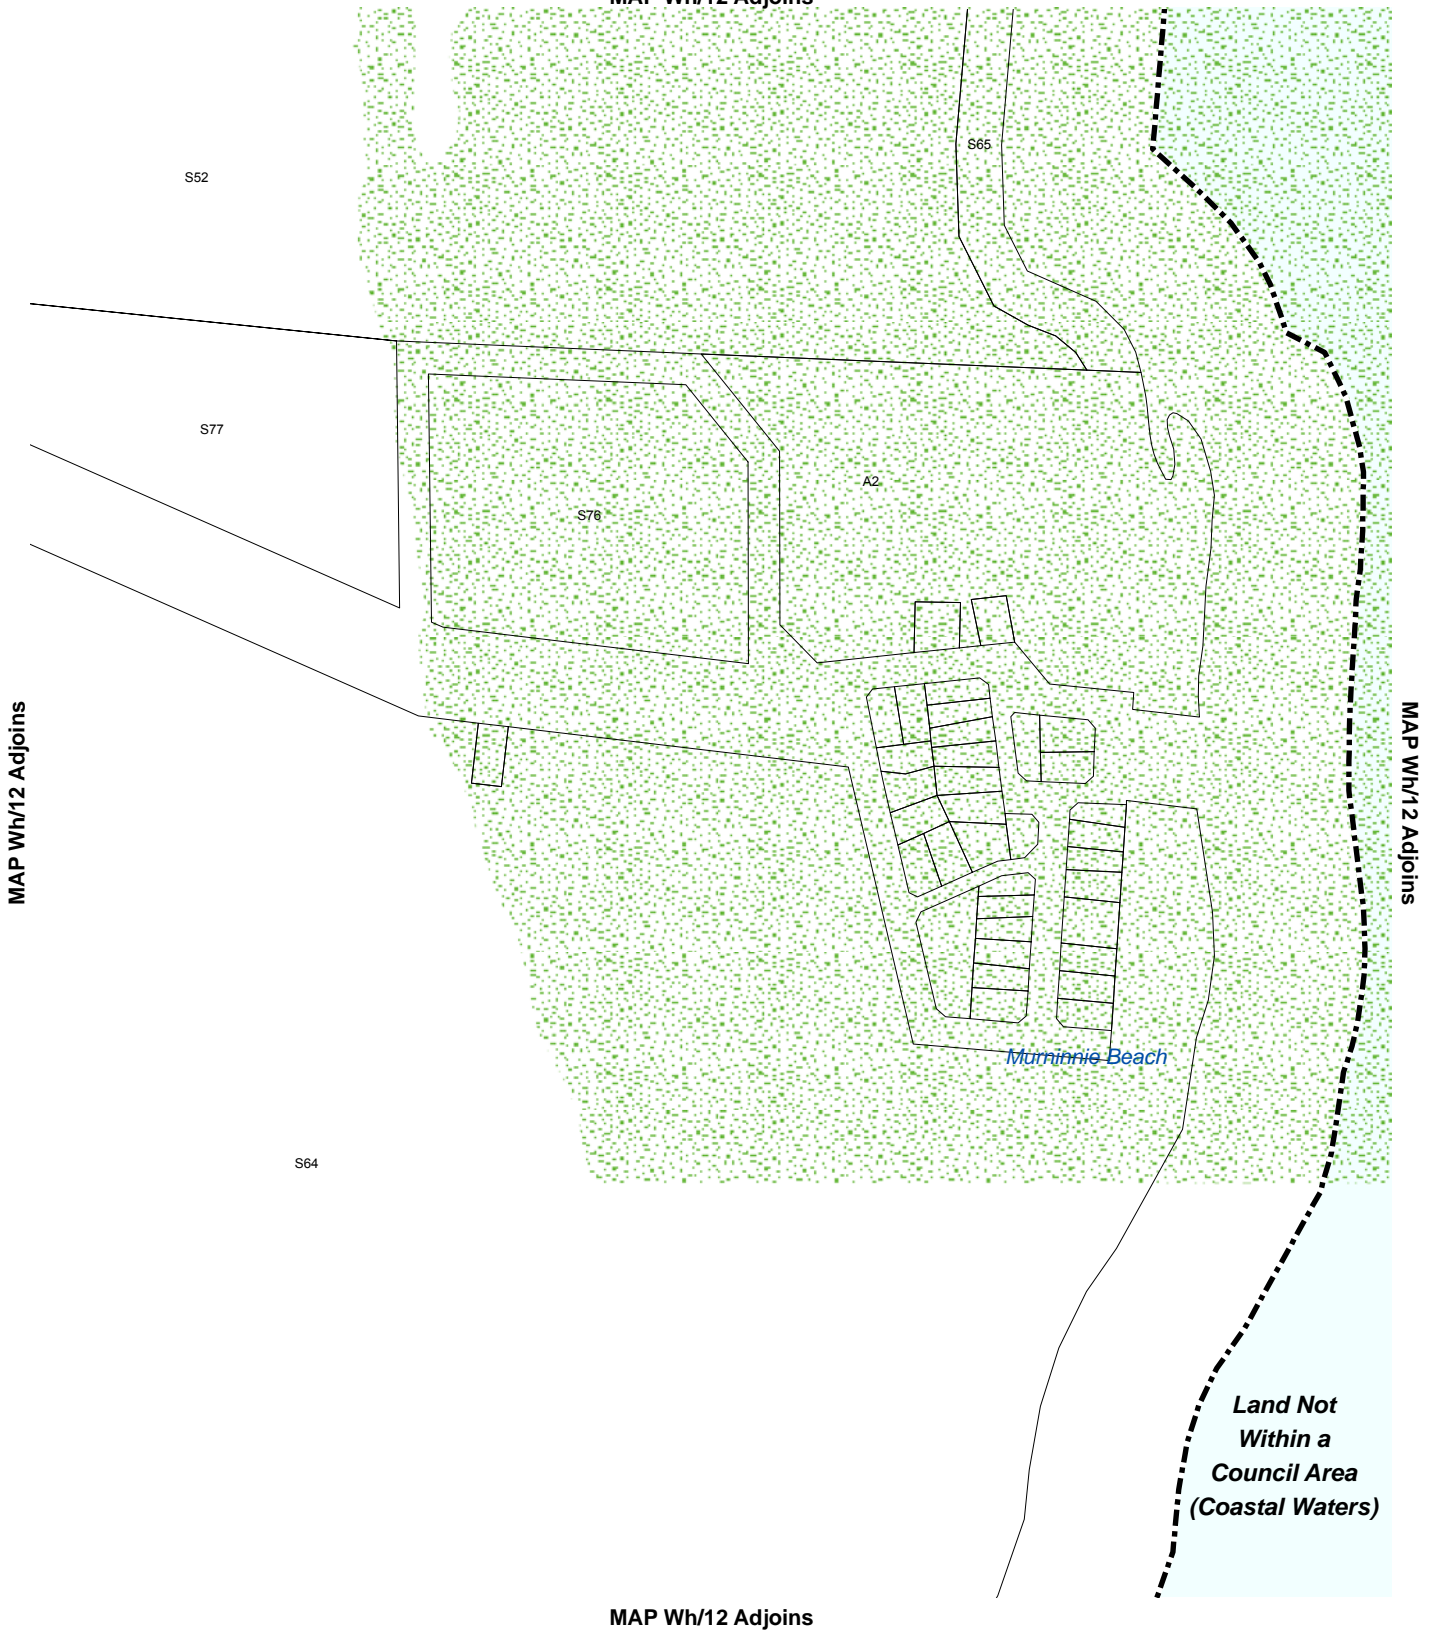 MAP Wh/12 Adjoins
S65
S52
S77
A2
S76
MAP Wh/12 Adjoins
MAP Wh/12 Adjoins
Murninnie Beach
S64
Land Not
Within a
Council Area
(Coastal Waters)
MAP Wh/12 Adjoins